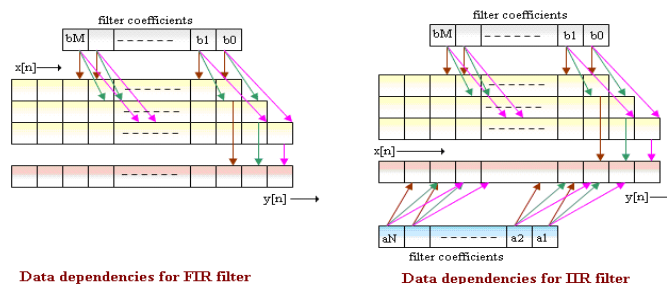 filter coefficients
bM b1 b0
x[n]
y[n]
Data dependencies for FIR filter
filter coefficients
bM b1 b0
x[n]
y[n]
aN a2 a1
filter coefficients
Data dependencies for IIR filter